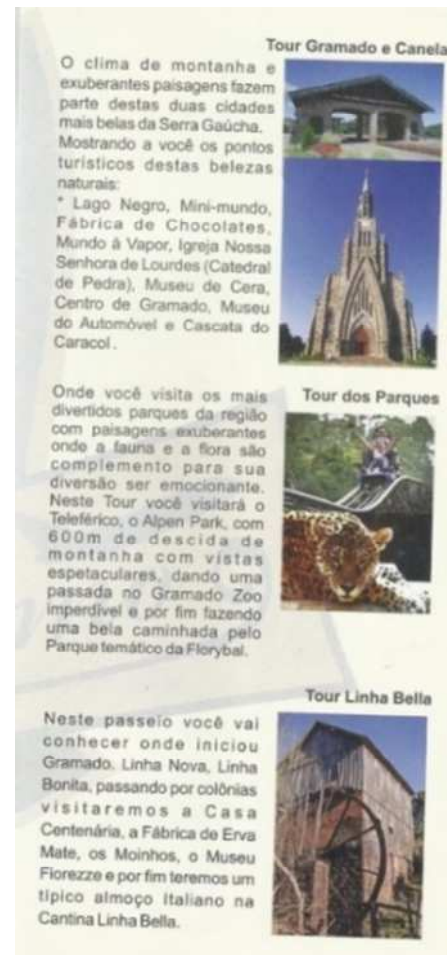 Tour Gramado e Canela
O clima de montanha e
exuberantes paisagens fazem
parte destas duas cidades
mais belas da Serra Gaúcha.
Mostrando a você os pontos
turísticos destas belezas
naturais:
* Lago Negro, Mini-mundo,
Fábrica de Chocolates,
Mundo à Vapor, Igreja Nossa
Senhora de Lourdes (Catedral
de Pedra), Museu de Cera,
Centro de Gramado, Museu
do Automóvel e Cascata do
Caracol.
Tour dos Parques
Onde você visita os mais
divertidos parques da região
com paisagens exuberantes
onde a fauna e a flora são
complemento para sua
diversão ser emocionante.
Neste Tour você visitará o
Teleférico, o Alpen Park, com
600m de descida de
montanha com vistas
espetaculares, dando uma
passada no Gramado Zoo
imperdível e por fim fazendo
uma bela caminhada pelo
Parque temático da Florybal.
Tour Linha Bella
Neste passeio você vai
conhecer onde iniciou
Gramado. Linha Nova, Linha
Bonita, passando por colônias
visitaremos a Casa
Centenária, a Fábrica de Erva
Mate, os Moinhos, o Museu
Fiorezze e por fim teremos um
típico almoço Italiano na
Cantina Linha Bella.